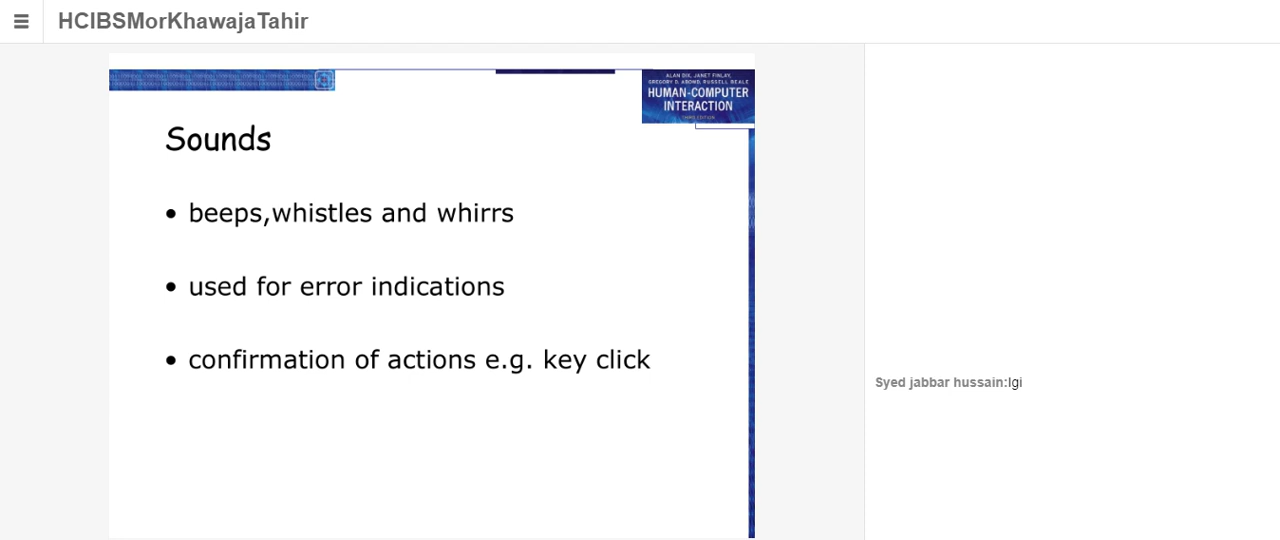 HCIBSMorKhawajaTahir
ALAN DIX, JANET FINLAY,
GREGORY D. ABOWD, RUSSELL BEALE
HUMAN-COMPUTER
INTERACTION
THIRD EDITION
Sounds
• beeps,whistles and whirrs
• used for error indications
• confirmation of actions e.g. key click
Syed jabbar hussain:lgi